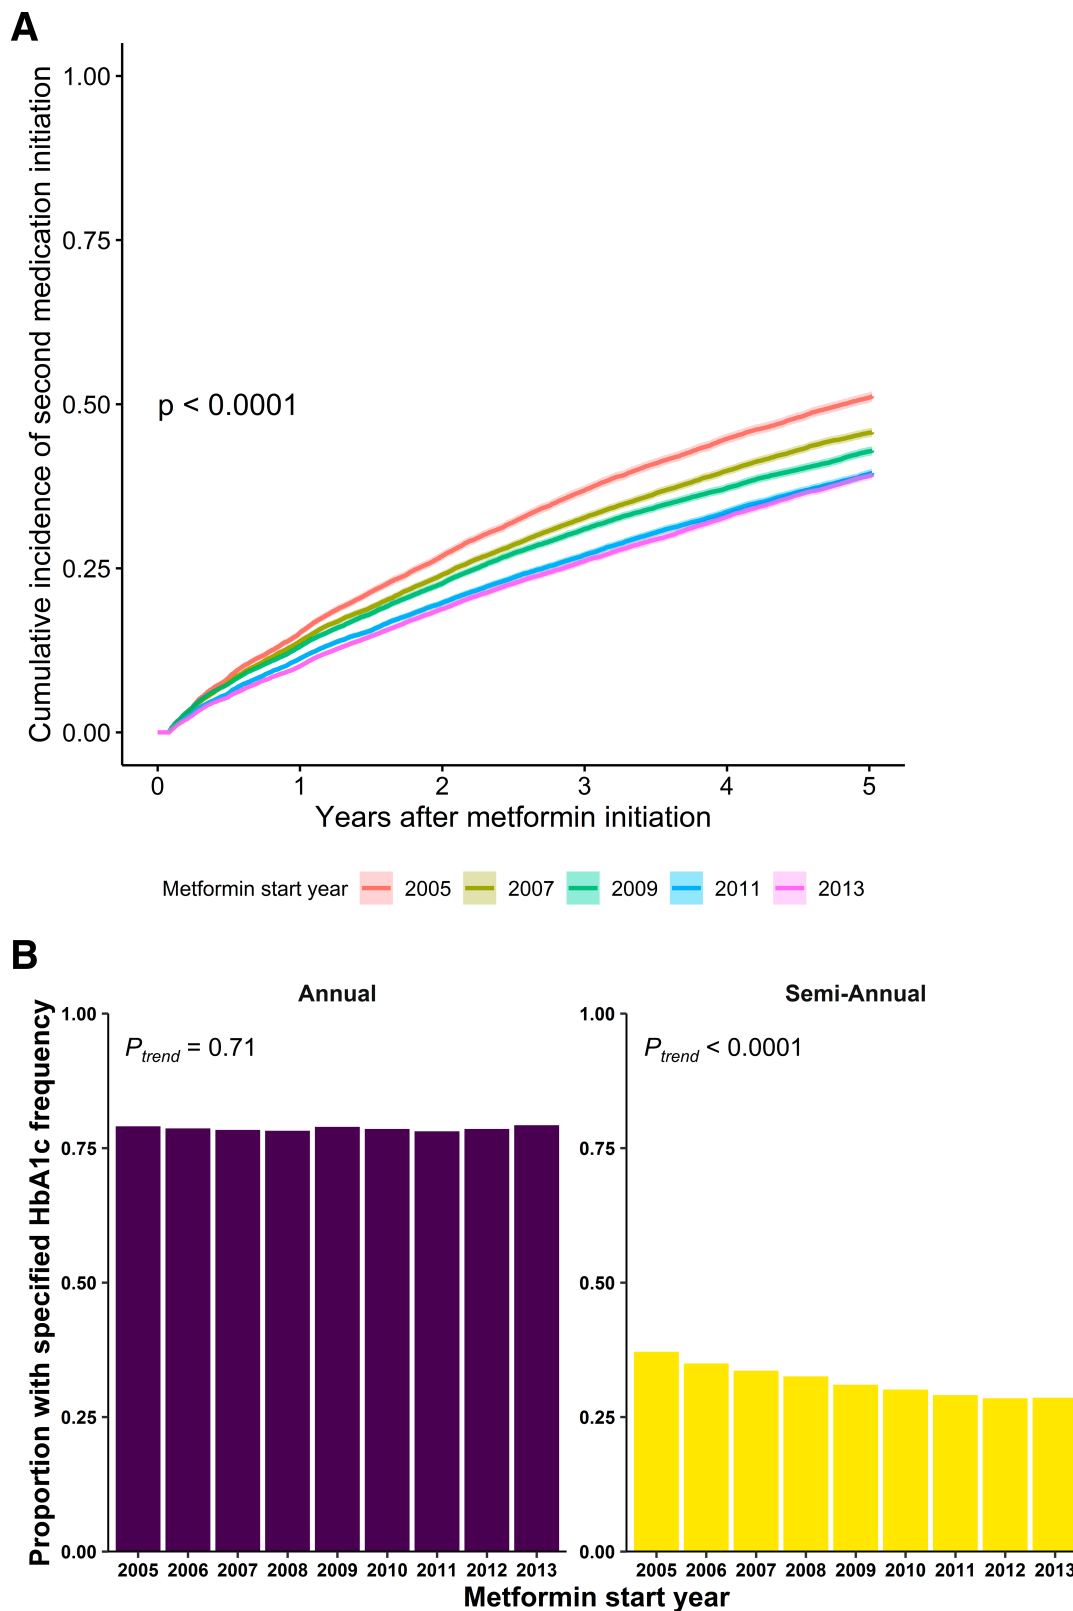 A
Cumulative incidence of second medication initiation
1.00
0.75
0.50
0.25
0.00
p < 0.0001
0 1 2 3 4 5
Years after metformin initiation
Metformin start year 2005 2007 2009 2011 2013
B
Proportion with specified HbA1c frequency
Annual
1.00
0.75
0.50
0.25
0.00
Ptrend = 0.71
2005 2006 2007 2008 2009 2010 2011 2012 2013
Semi-Annual
1.00
0.75
0.50
0.25
0.00
Ptrend < 0.0001
2005 2006 2007 2008 2009 2010 2011 2012 2013
Metformin start year